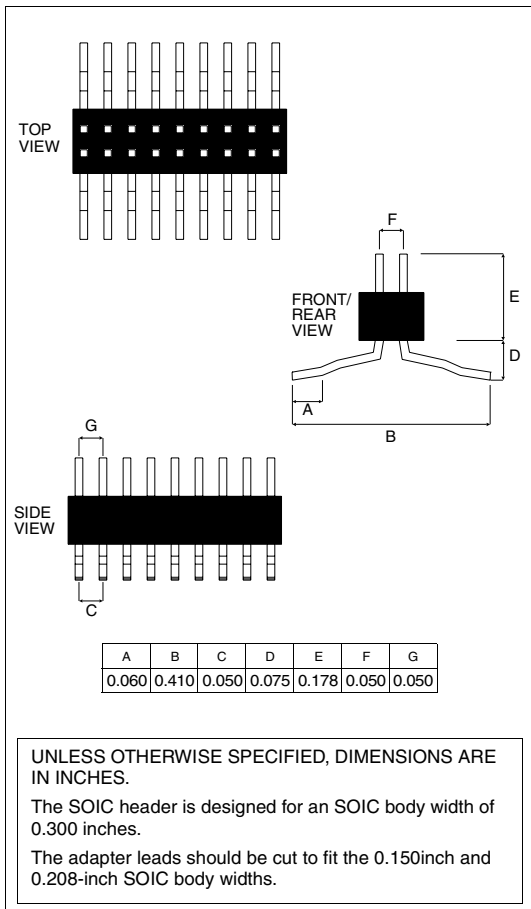 TOP
VIEW
F
E
FRONT/
REAR
VIEW
D
A
B
G
SIDE
VIEW
C
A B C D E F G
0.060 0.410 0.050 0.075 0.178 0.050 0.050
UNLESS OTHERWISE SPECIFIED, DIMENSIONS ARE
IN INCHES.
The SOIC header is designed for an SOIC body width of
0.300 inches.
The adapter leads should be cut to fit the 0.150inch and
0.208-inch SOIC body widths.